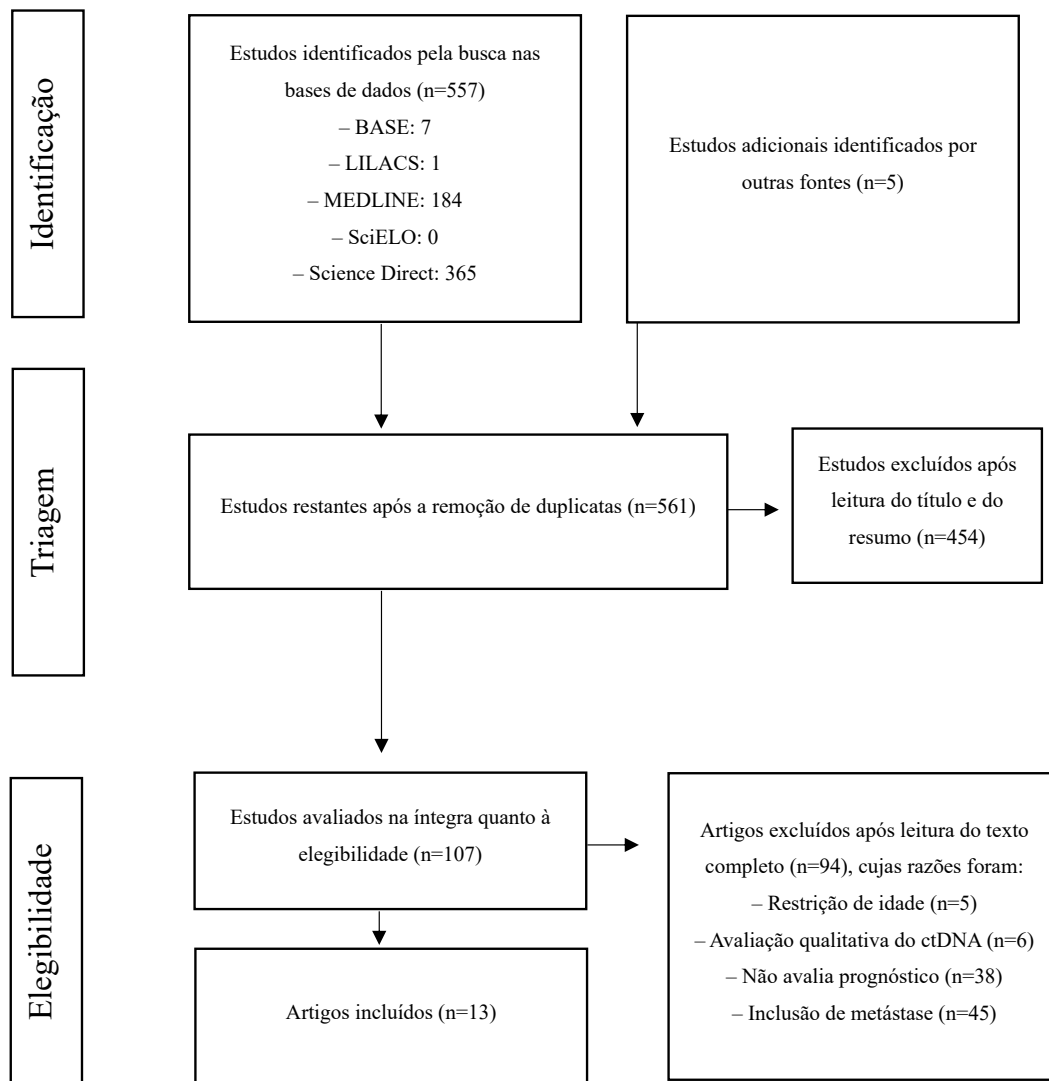 Identificação
Estudos identificados pela busca nas
bases de dados (n=557)
– BASE: 7
– LILACS: 1
– MEDLINE: 184
– SciELO: 0
– Science Direct: 365
Estudos adicionais identificados por
outras fontes (n=5)
Triagem
Estudos restantes após a remoção de duplicatas (n=561)
Estudos excluídos após
leitura do título e do
resumo (n=454)
Elegibilidade
Estudos avaliados na íntegra quanto à
elegibilidade (n=107)
Artigos excluídos após leitura do texto
completo (n=94), cujas razões foram:
– Restrição de idade (n=5)
– Avaliação qualitativa do ctDNA (n=6)
– Não avalia prognóstico (n=38)
– Inclusão de metástase (n=45)
Artigos incluídos (n=13)